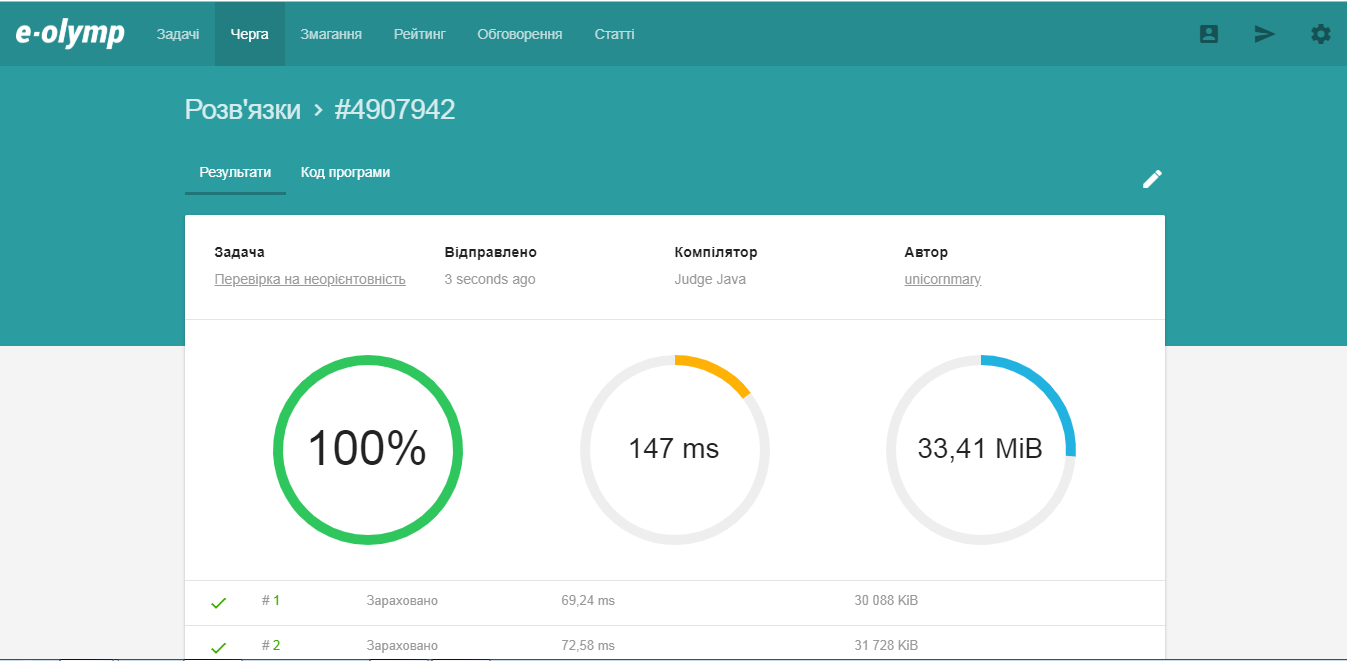 e-olymp Задачі Черга Змагання Рейтинг Обговорення Статті
Розв'язки > #4907942
Результати Код програми
Задача Відправлено Компілятор Автор
Перевірка на неорієнтовність 3 seconds ago Judge Java unicornmary
100% 147 ms 33,41 MiB
# 1 Зараховано 69,24 ms 30 088 KiB
# 2 Зараховано 72,58 ms 31 728 KiB